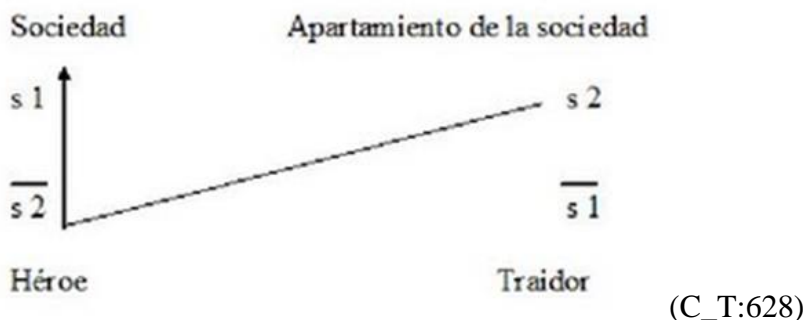 Sociedad Apartamiento de la sociedad
s 1 s 2
s̅ 2̅ s̅ 1̅
Héroe Traidor
(C_T:628)